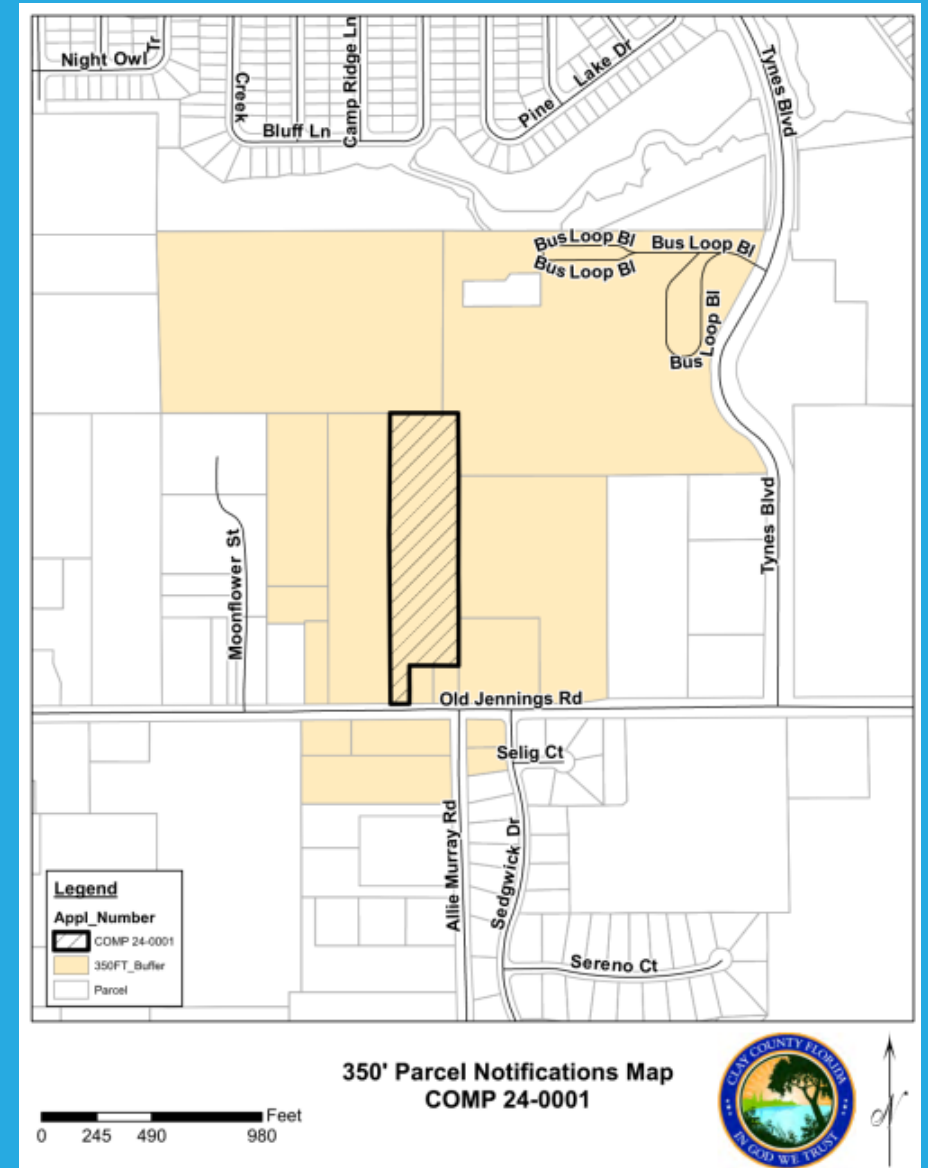 Night Owl Tr
Creek
Bluff Ln
Camp Ridge Ln
Pine Lake Dr
Tynes Blvd
Bus Loop Bl
Bus Loop Bl
Bus Loop Bl
Bus Loop Bl
Moonflower St
Tynes Blvd
Old Jennings Rd
Selig Ct
Allie Murray Rd
Sedgwick Dr
Sereno Ct
Legend
Appl_Number
COMP 24-0001
350FT_Buffer
Parcel
350' Parcel Notifications Map
COMP 24-0001
Feet
0 245 490 980
CLAY COUNTY FLORIDA
IN GOD WE TRUST
N